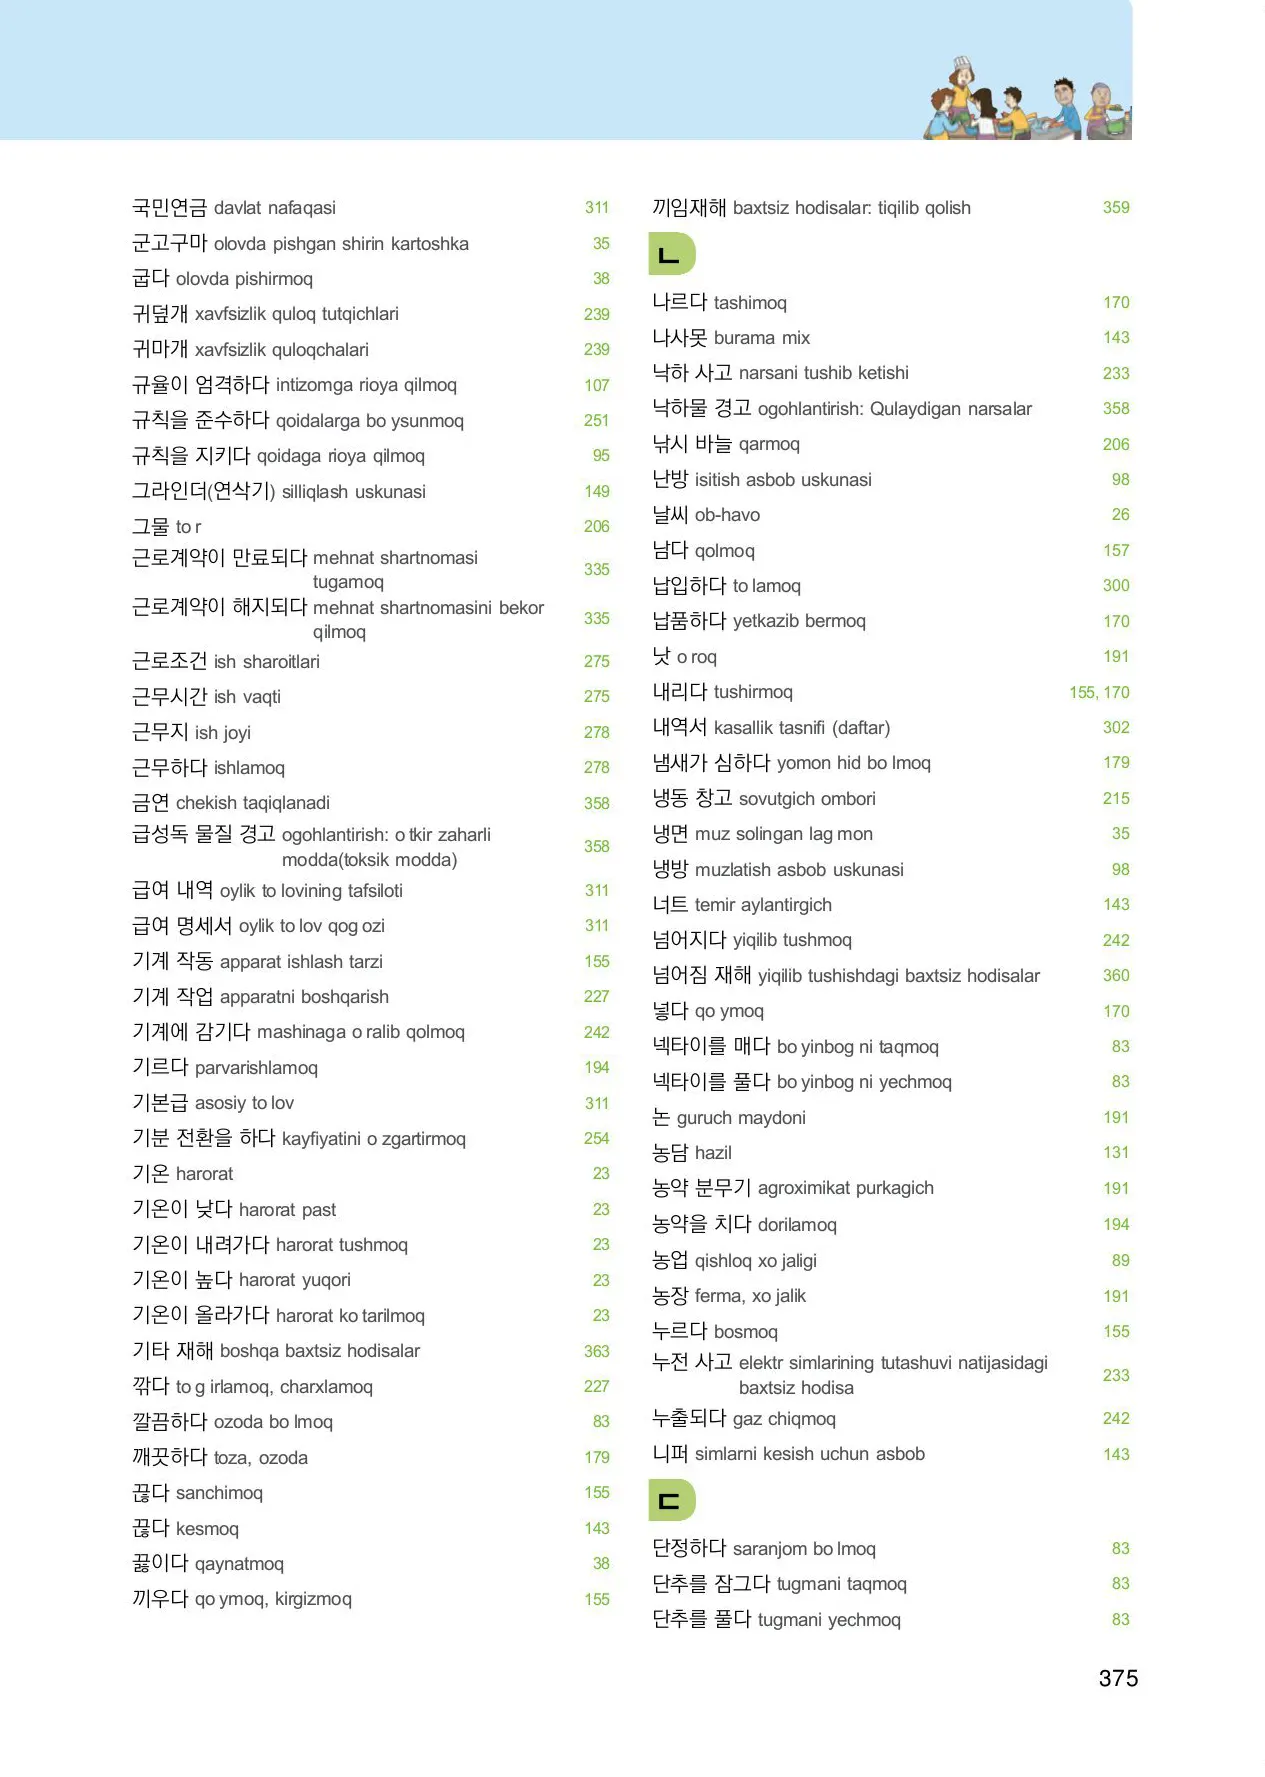 국민연금 davlat nafaqasi 311
군고구마 olovda pishgan shirin kartoshka 35
굽다 olovda pishirmoq 38
귀덮개 xavfsizlik quloq tutqichlari 239
귀마개 xavfsizlik quloqchalari 239
규율이 엄격하다 intizomga rioya qilmoq 107
규칙을 준수하다 qoidalarga bo ysunmoq 251
규칙을 지키다 qoidaga rioya qilmoq 95
그라인더(연삭기) silliqlash uskunasi 149
그물 to r 206
근로계약이 만료되다 mehnat shartnomasi
tugamoq 335
근로계약이 해지되다 mehnat shartnomasini bekor
qilmoq 335
근로조건 ish sharoitlari 275
근무시간 ish vaqti 275
근무지 ish joyi 278
근무하다 ishlamoq 278
금연 chekish taqiqlanadi 358
급성독 물질 경고 ogohlantirish: o tkir zaharli
modda(toksik modda) 358
급여 내역 oylik to lovining tafsiloti 311
급여 명세서 oylik to lov qog ozi 311
기계 작동 apparat ishlash tarzi 155
기계 작업 apparatni boshqarish 227
기계에 감기다 mashinaga o ralib qolmoq 242
기르다 parvarishlamoq 194
기본급 asosiy to lov 311
기분 전환을 하다 kayfiyatini o zgartirmoq 254
기온 harorat 23
기온이 낮다 harorat past 23
기온이 내려가다 harorat tushmoq 23
기온이 높다 harorat yuqori 23
기온이 올라가다 harorat ko tarilmoq 23
기타 재해 boshqa baxtsiz hodisalar 363
깎다 to g irlamoq, charxlamoq 227
깔끔하다 ozoda bo lmoq 83
깨끗하다 toza, ozoda 179
끊다 sanchimoq 155
끊다 kesmoq 143
끓이다 qaynatmoq 38
끼우다 qo ymoq, kirgizmoq 155
끼임재해 baxtsiz hodisalar: tiqilib qolish 359
ㄴ
나르다 tashimoq 170
나사못 burama mix 143
낙하 사고 narsani tushib ketishi 233
낙하물 경고 ogohlantirish: Qulaydigan narsalar 358
낚시 바늘 qarmoq 206
난방 isitish asbob uskunasi 98
날씨 ob-havo 26
남다 qolmoq 157
납입하다 to lamoq 300
납품하다 yetkazib bermoq 170
낫 o roq 191
내리다 tushirmoq 155, 170
내역서 kasallik tasnifi (daftar) 302
냄새가 심하다 yomon hid bo lmoq 179
냉동 창고 sovutgich ombori 215
냉면 muz solingan lag mon 35
냉방 muzlatish asbob uskunasi 98
너트 temir aylantirgich 143
넘어지다 yiqilib tushmoq 242
넘어짐 재해 yiqilib tushishdagi baxtsiz hodisalar 360
넣다 qo ymoq 170
넥타이를 매다 bo yinbog ni taqmoq 83
넥타이를 풀다 bo yinbog ni yechmoq 83
논 guruch maydoni 191
농담 hazil 131
농약 분무기 agroximikat purkagich 191
농약을 치다 dorilamoq 194
농업 qishloq xo jaligi 89
농장 ferma, xo jalik 191
누르다 bosmoq 155
누전 사고 elektr simlarining tutashuvi natijasidagi
baxtsiz hodisa 233
누출되다 gaz chiqmoq 242
니퍼 simlarni kesish uchun asbob 143
ㄷ
단정하다 saranjom bo lmoq 83
단추를 잠그다 tugmani taqmoq 83
단추를 풀다 tugmani yechmoq 83
375